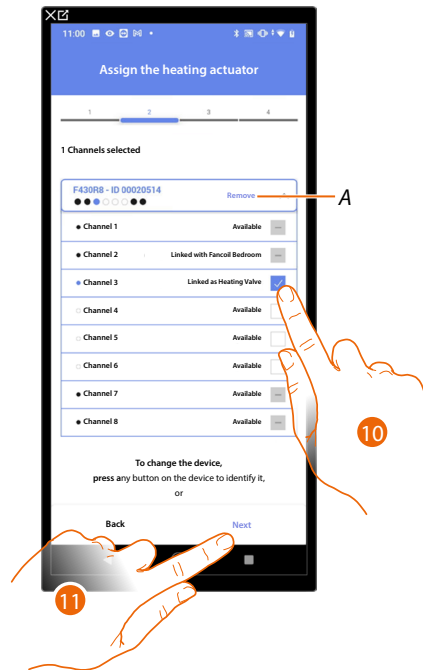 11:00
Assign the heating actuator
1 2 3 4
1 Channels selected
F430R8 - ID 00020514
Remove
A
Channel 1 Available
Channel 2 Linked with Fancoil Bedroom
Channel 3 Linked as Heating Valve
Channel 4 Available
Channel 5 Available
Channel 6 Available
Channel 7 Available
Channel 8 Available
10
To change the device,
press any button on the device to identify it,
or
Back Next
11